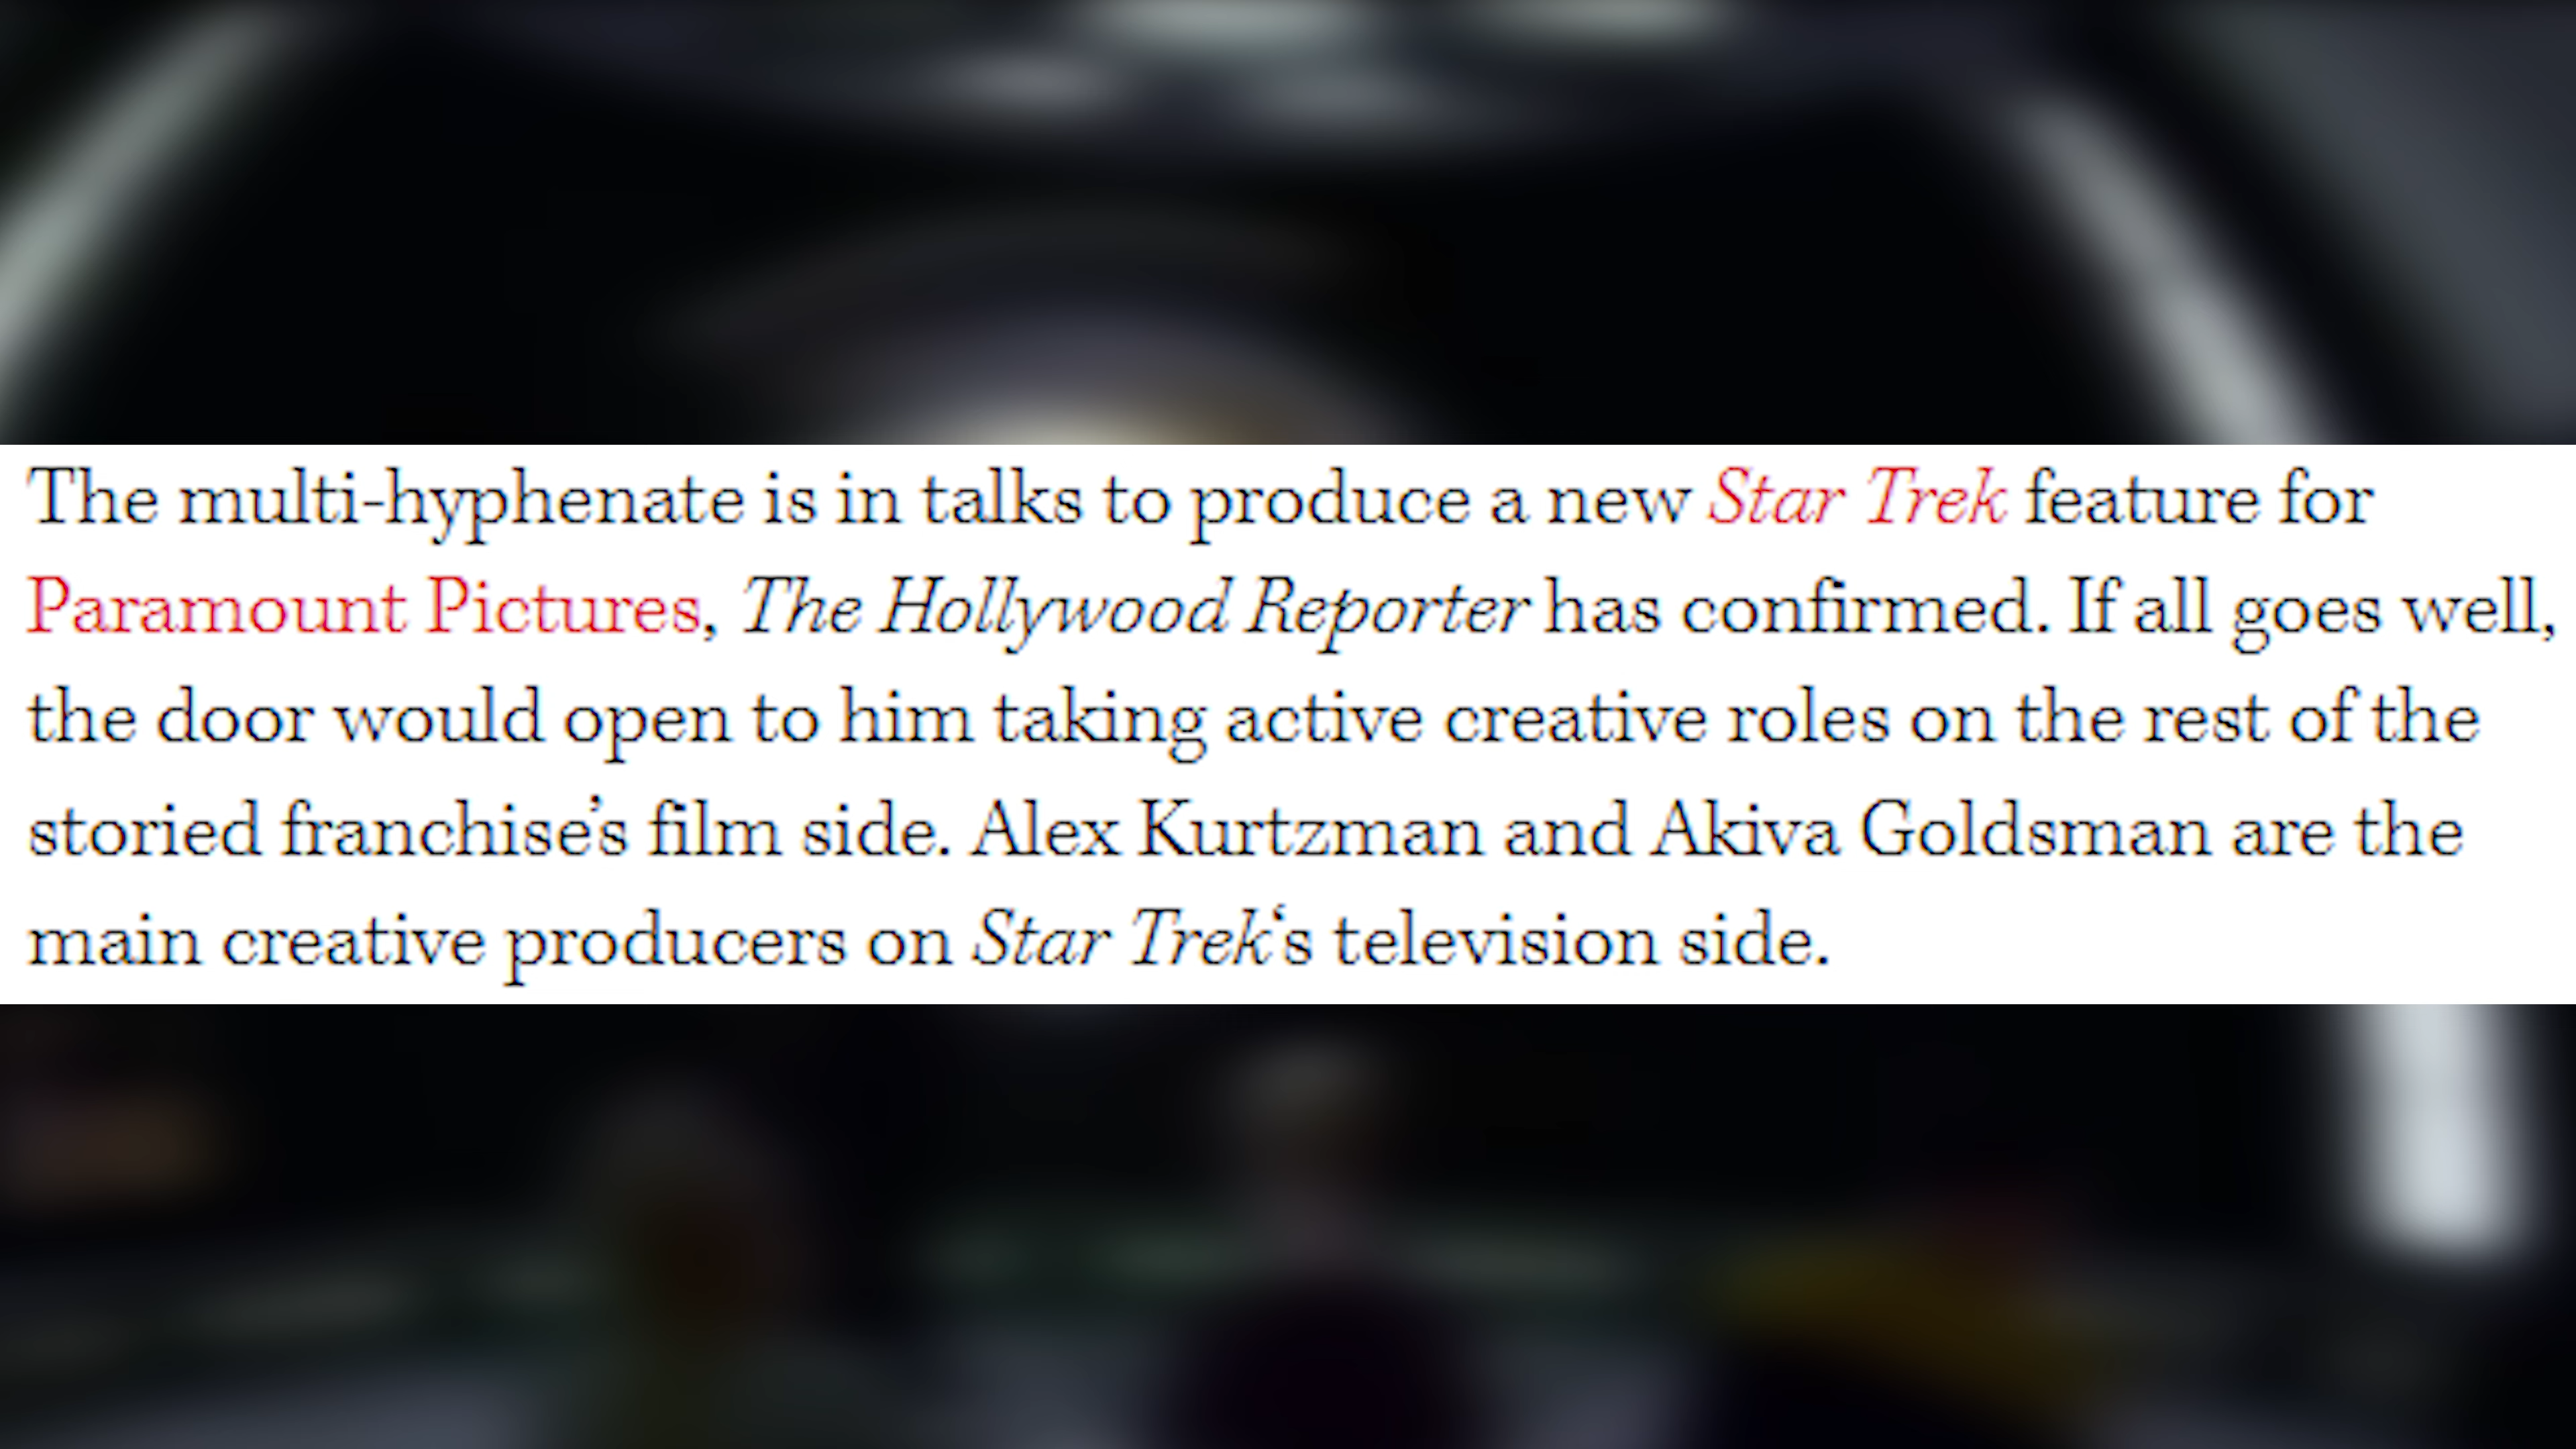 The multi-hyphenate is in talks to produce a new Star Trek feature for
Paramount Pictures, The Hollywood Reporter has confirmed. If all goes well,
the door would open to him taking active creative roles on the rest of the
storied franchise’s film side. Alex Kurtzman and Akiva Goldsman are the
main creative producers on Star Trek‘s television side.